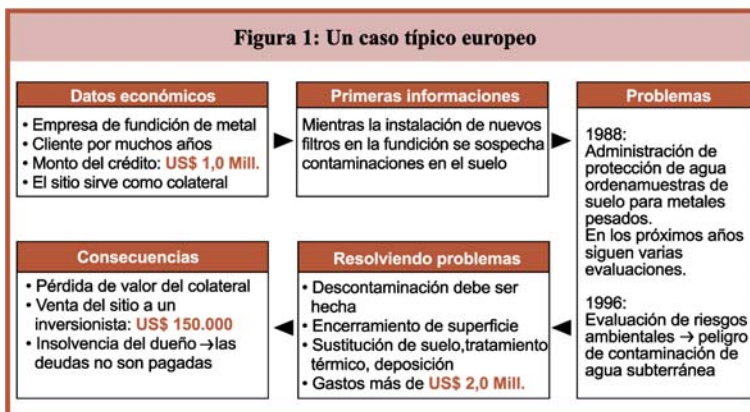 Figura 1: Un caso típico europeo
Datos económicos
• Empresa de fundición de metal
• Cliente por muchos años
• Monto del crédito: US$ 1,0 Mill.
• El sitio sirve como colateral
Primeras informaciones
Mientras la instalación de nuevos
filtros en la fundición se sospecha
contaminaciones en el suelo
Problemas
1988:
Administración de
protección de agua
ordenamuestras de
suelo para metales
pesados.
En los próximos años
siguen varias
evaluaciones.
1996:
Evaluación de riesgos
ambientales → peligro
de contaminación de
agua subterránea
Resolviendo problemas
• Descontaminación debe ser
hecha
• Encerramiento de superficie
• Sustitución de suelo,tratamiento
térmico, deposición
• Gastos más de US$ 2,0 Mill.
Consecuencias
• Pérdida de valor del colateral
• Venta del sitio a un
inversionista: US$ 150.000
• Insolvencia del dueño →las
deudas no son pagadas